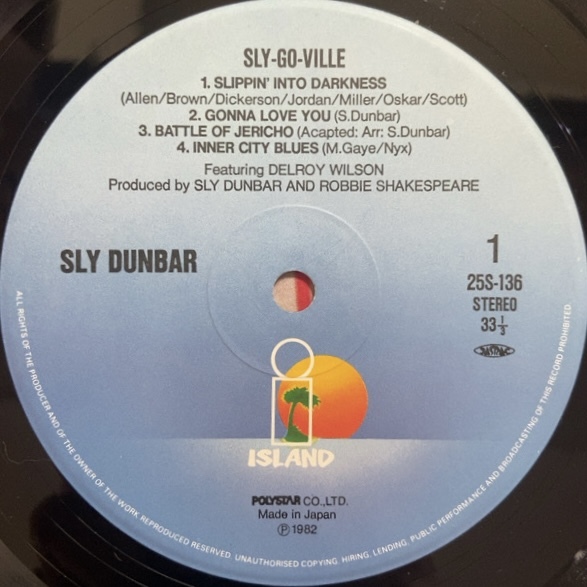 SLY-GO-VILLE
1. SLIPPIN' INTO DARKNESS
(Allen/Brown/Dickerson/Jordan/Miller/Oskar/Scott)
2. GONNA LOVE YOU (S.Dunbar)
3. BATTLE OF JERICHO (Acapted: Arr: S.Dunbar)
4. INNER CITY BLUES (M.Gaye/Nyx)
Featuring DELROY WILSON
Produced by SLY DUNBAR AND ROBBIE SHAKESPEARE
SLY DUNBAR
1
25S-136
STEREO
33⅓
i
ISLAND
POLYSTAR CO.,LTD.
Made in Japan
Ⓟ1982
ALL RIGHTS OF THE PRODUCER AND OF THE OWNER OF THE WORK REPRODUCED RESERVED. UNAUTHORISED COPYING, HIRING, LENDING, PUBLIC PERFORMANCE AND BROADCASTING OF THIS RECORD PROHIBITED.